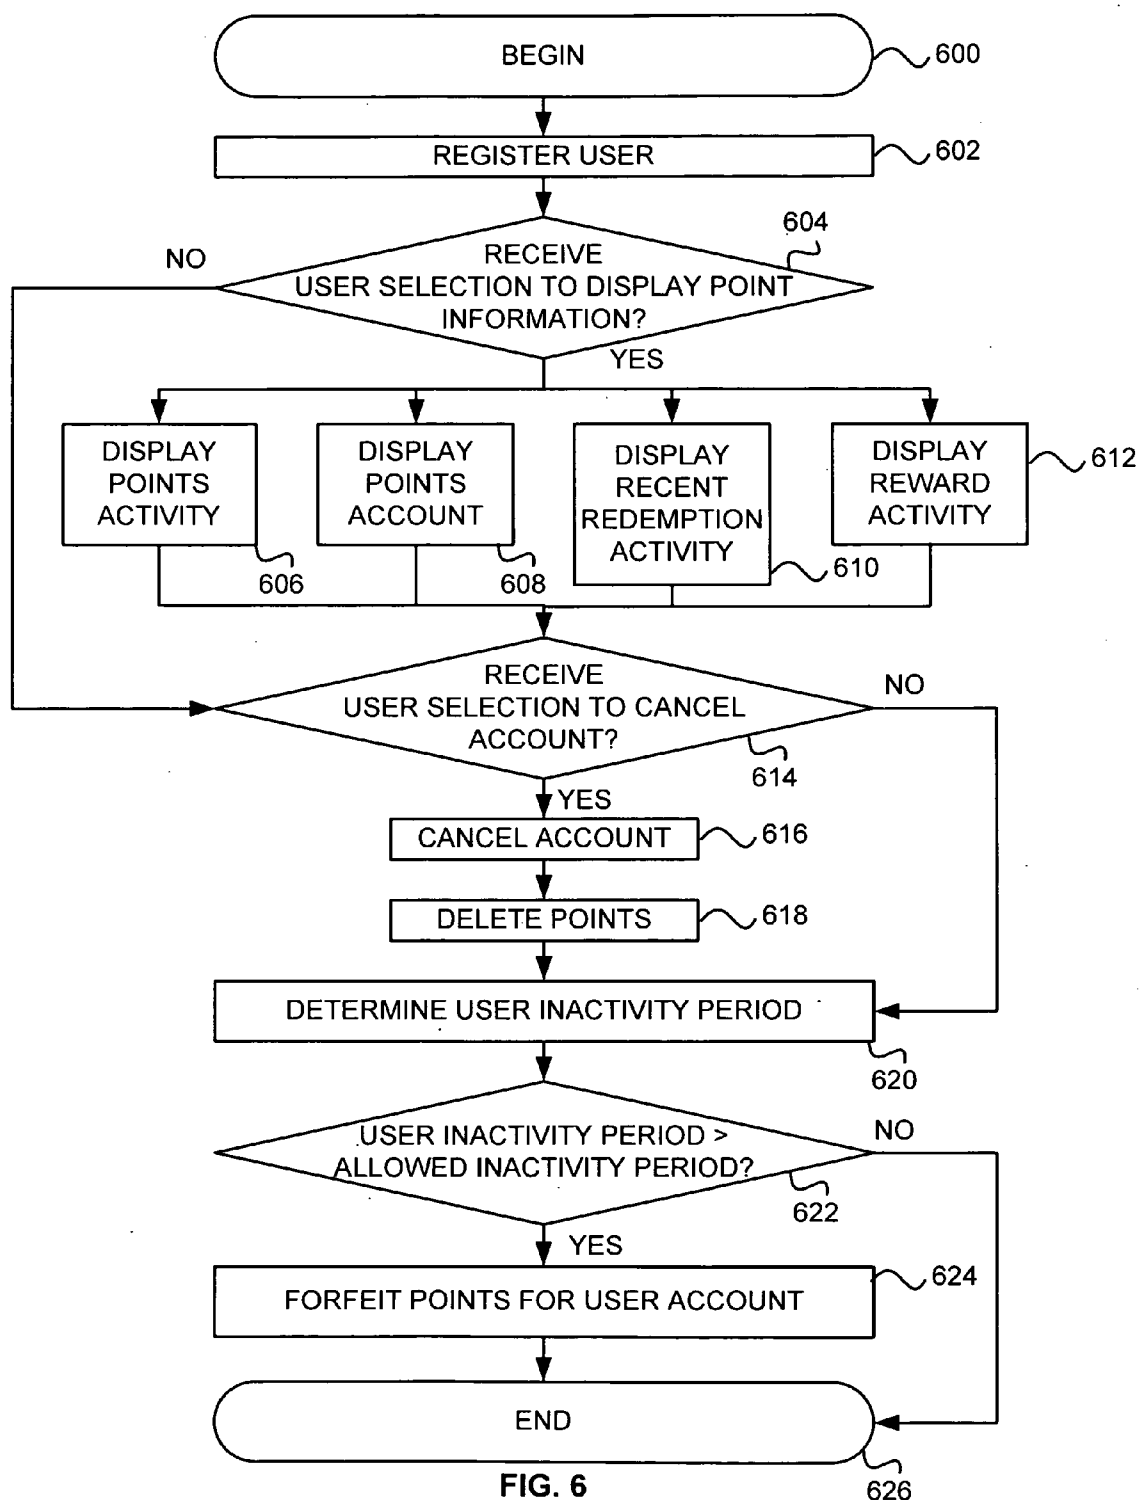 BEGIN
600
REGISTER USER
602
604
RECEIVE
USER SELECTION TO DISPLAY POINT
INFORMATION?
NO
YES
DISPLAY
POINTS
ACTIVITY
606
DISPLAY
POINTS
ACCOUNT
608
DISPLAY
RECENT
REDEMPTION
ACTIVITY
610
DISPLAY
REWARD
ACTIVITY
612
RECEIVE
USER SELECTION TO CANCEL
ACCOUNT?
NO
614
YES
CANCEL ACCOUNT
616
DELETE POINTS
618
DETERMINE USER INACTIVITY PERIOD
620
USER INACTIVITY PERIOD >
ALLOWED INACTIVITY PERIOD?
NO
622
YES
FORFEIT POINTS FOR USER ACCOUNT
624
END
626
FIG. 6